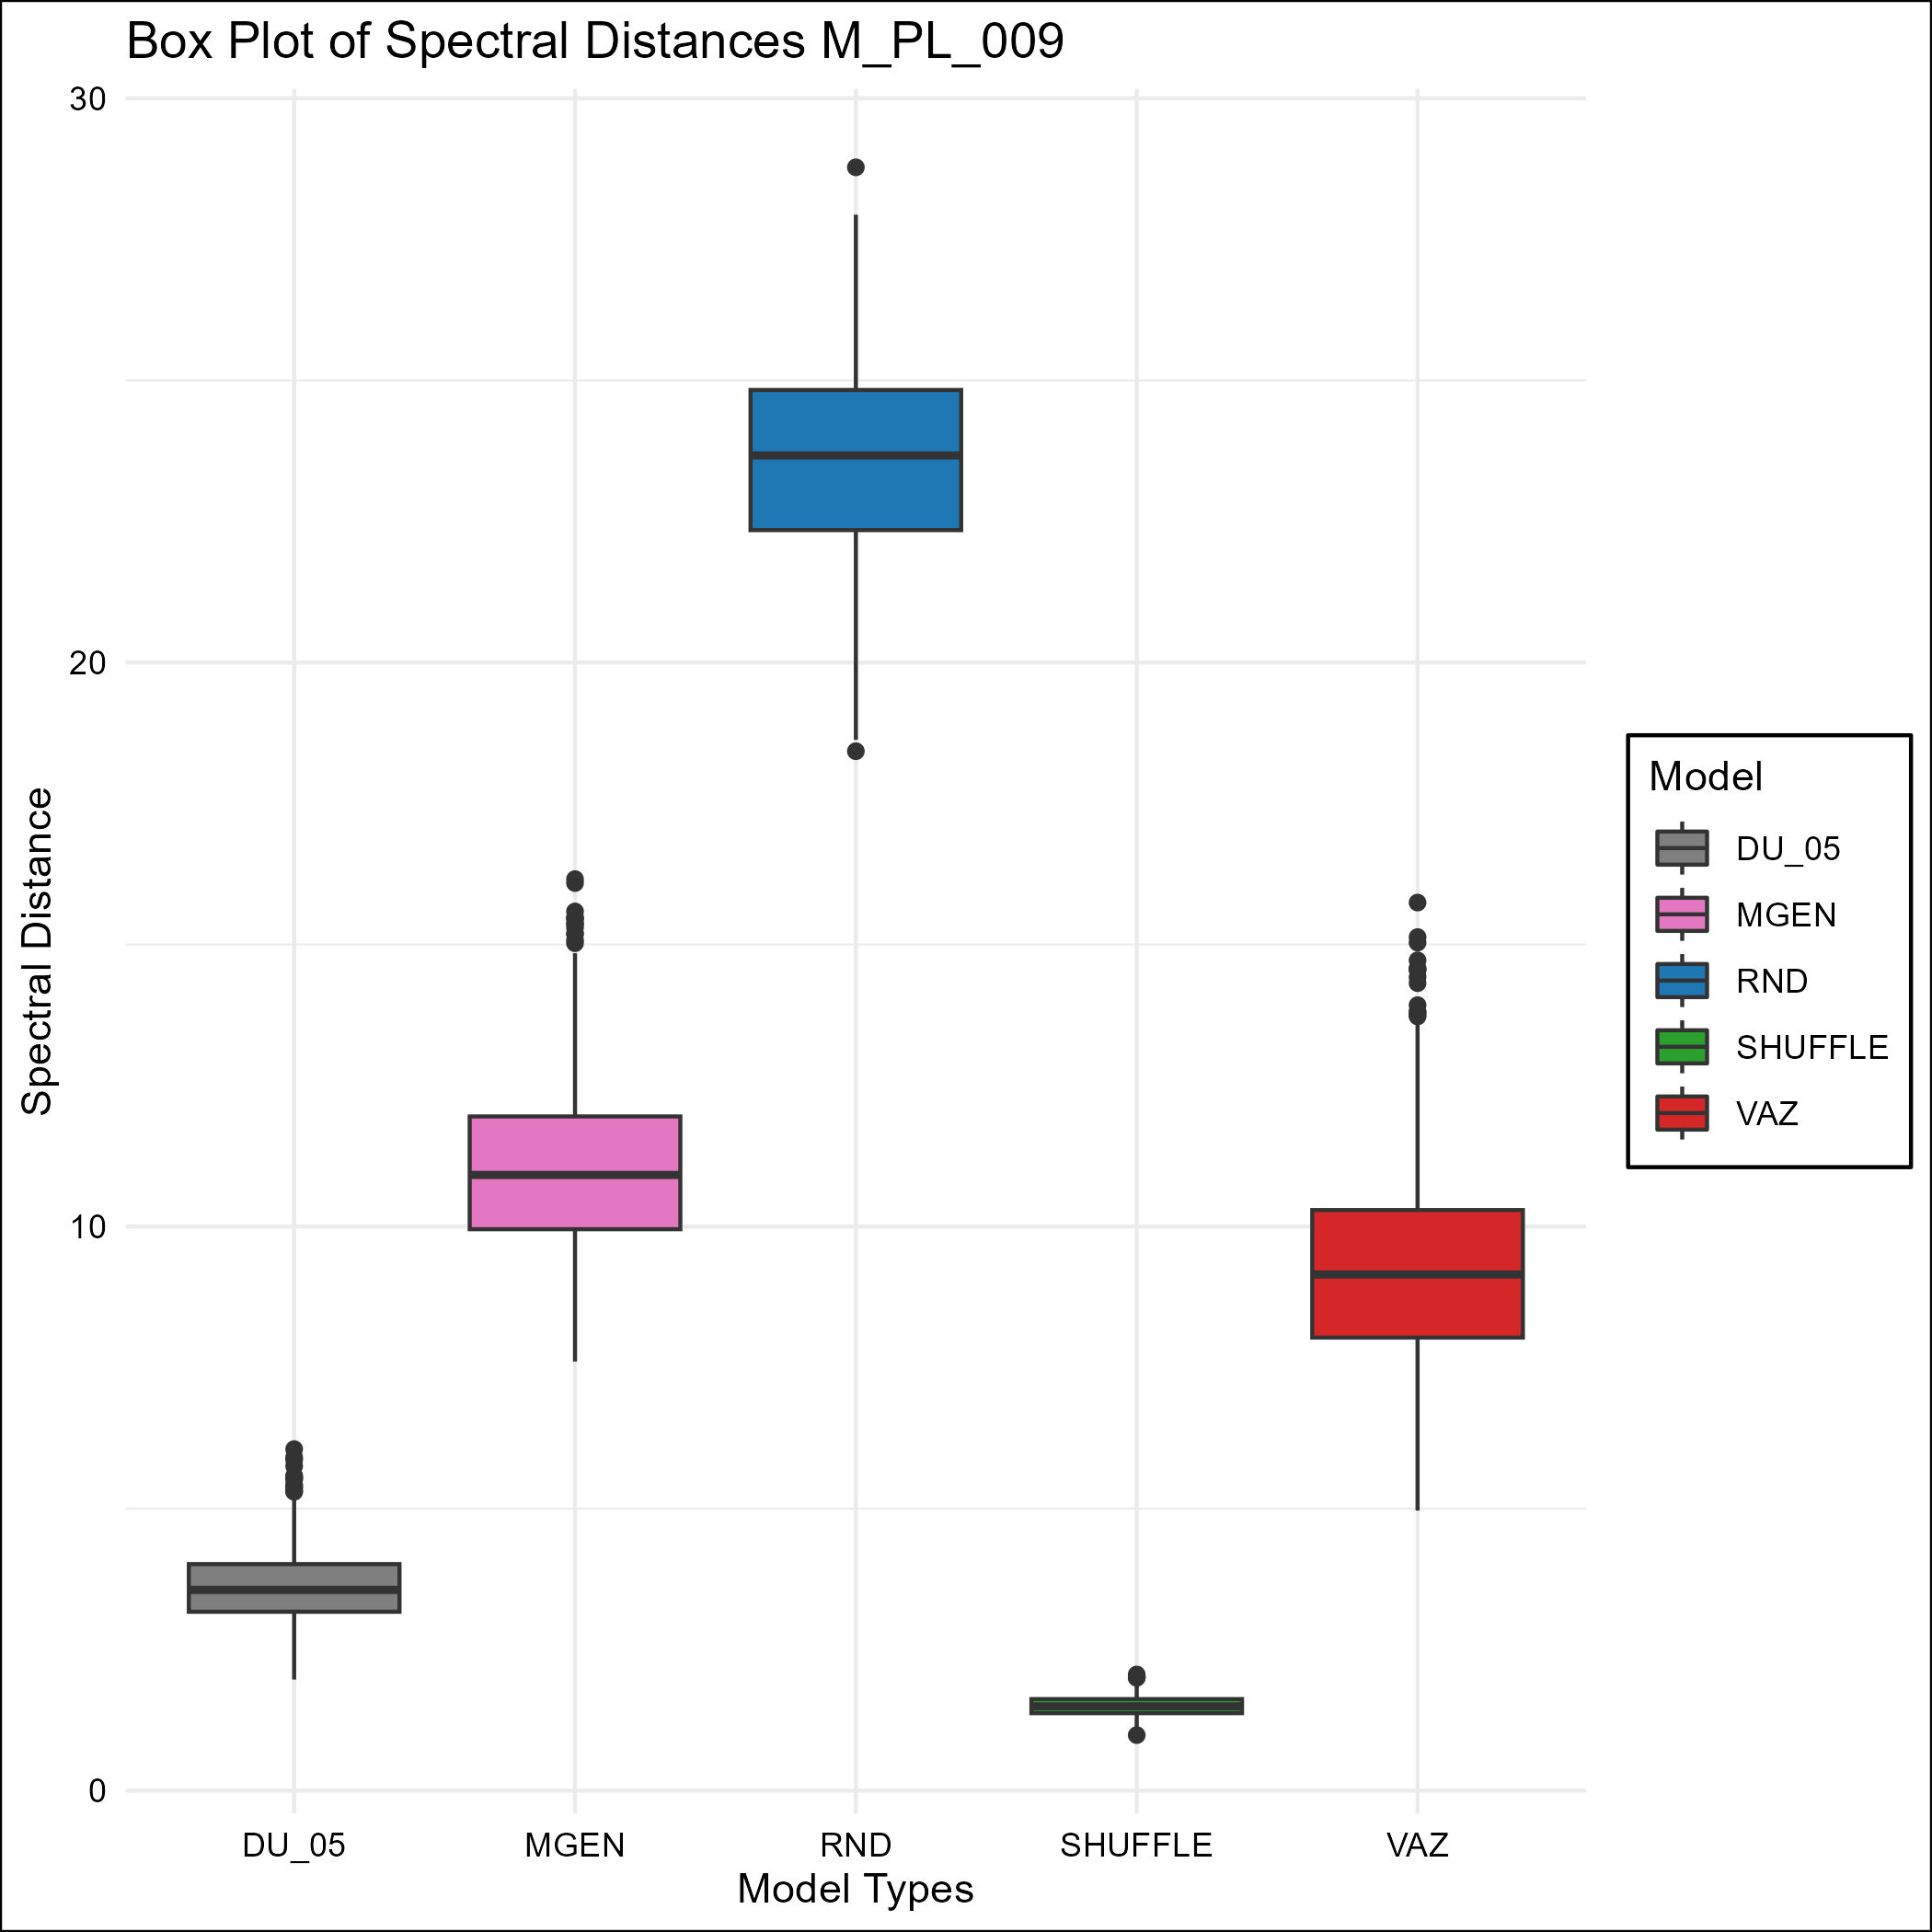 Box Plot of Spectral Distances M_PL_009
30
20
10
0
Spectral Distance
DU_05
MGEN
RND
SHUFFLE
VAZ
Model Types
Model
DU_05
MGEN
RND
SHUFFLE
VAZ